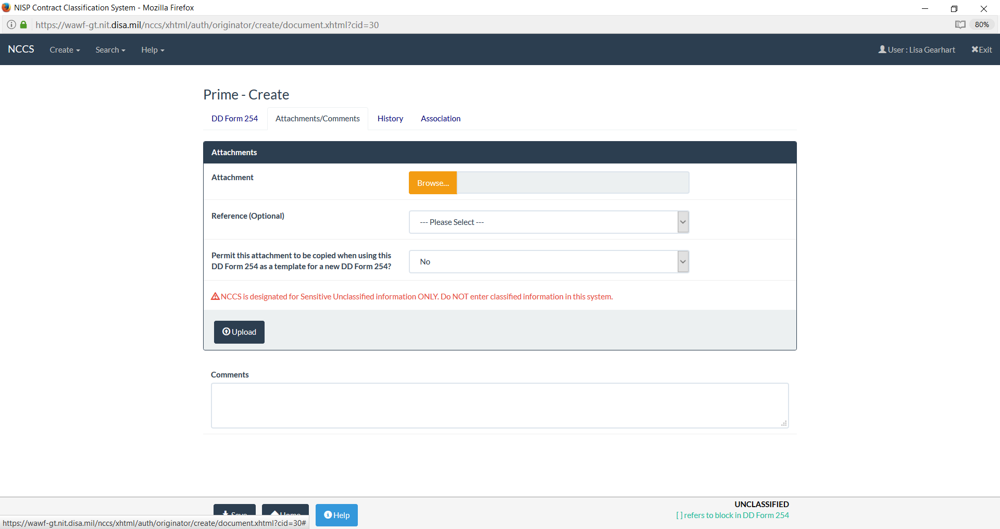 NISP Contract Classification System - Mozilla Firefox
https://wawf-gt.nit.disa.mil/nccs/xhtml/auth/originator/create/document.xhtml?cid=30
80%
NCCS Create Search Help User : Lisa Gearhart Exit
Prime - Create
DD Form 254 Attachments/Comments History Association
Attachments
Attachment Browse...
Reference (Optional) --- Please Select ---
Permit this attachment to be copied when using this
DD Form 254 as a template for a new DD Form 254?
No
NCCS is designated for Sensitive Unclassified information ONLY. Do NOT enter classified information in this system.
Upload
Comments
UNCLASSIFIED
Save Home Help [ ] refers to block in DD Form 254
https://wawf-gt.nit.disa.mil/nccs/xhtml/auth/originator/create/document.xhtml?cid=30#